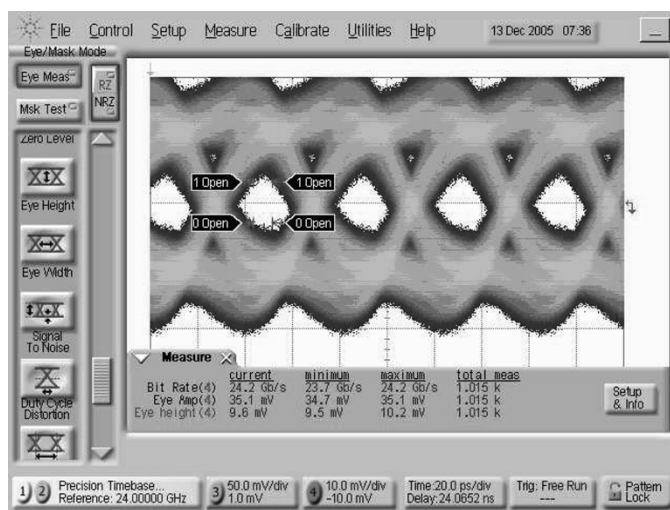 File Control Setup Measure Calibrate Utilities Help 13 Dec 2005 07:36
Eye/Mask Mode
Eye Meas
RZ
NRZ
Msk Test
Zero Level
Eye Height
Eye Width
Signal
To Noise
Duty Cycle
Distortion
1 Open 1 Open
0 Open 0 Open
Measure
current minimum maximum total meas
Bit Rate(4) 24.2 Gb/s 23.7 Gb/s 24.2 Gb/s 1.015 k
Eye Amp(4) 35.1 mV 34.7 mV 35.1 mV 1.015 k
Eye height(4) 9.6 mV 9.5 mV 10.2 mV 1.015 k
Setup
& Info
1 2 Precision Timebase...
Reference: 24.00000 GHz
3 50.0 mV/div
1.0 mV
4 10.0 mV/div
-10.0 mV
Time:20.0 ps/div
Delay:24.0652 ns
Trig: Free Run
---
Pattern
Lock